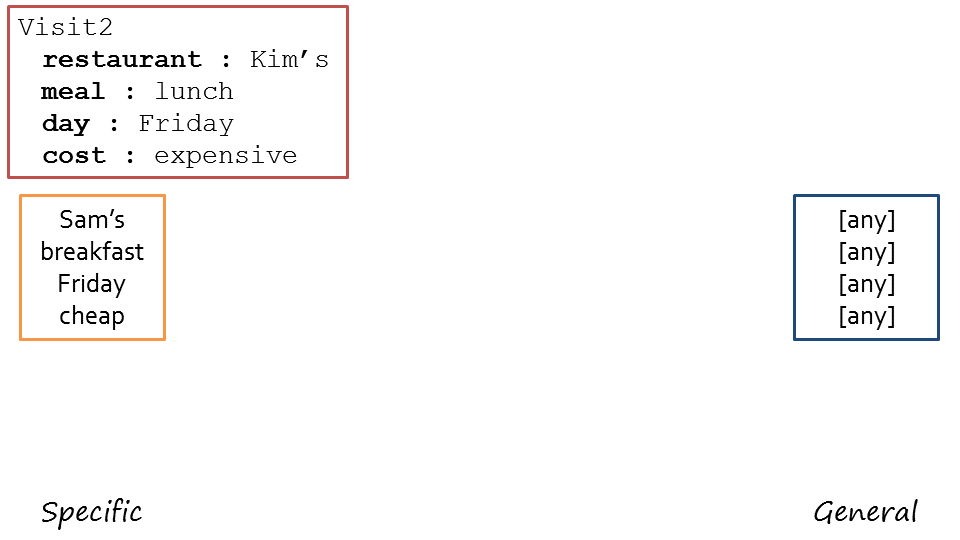 Visit2
restaurant : Kim’s
meal : lunch
day : Friday
cost : expensive
Sam’s
breakfast
Friday
cheap
[any]
[any]
[any]
[any]
Specific
General